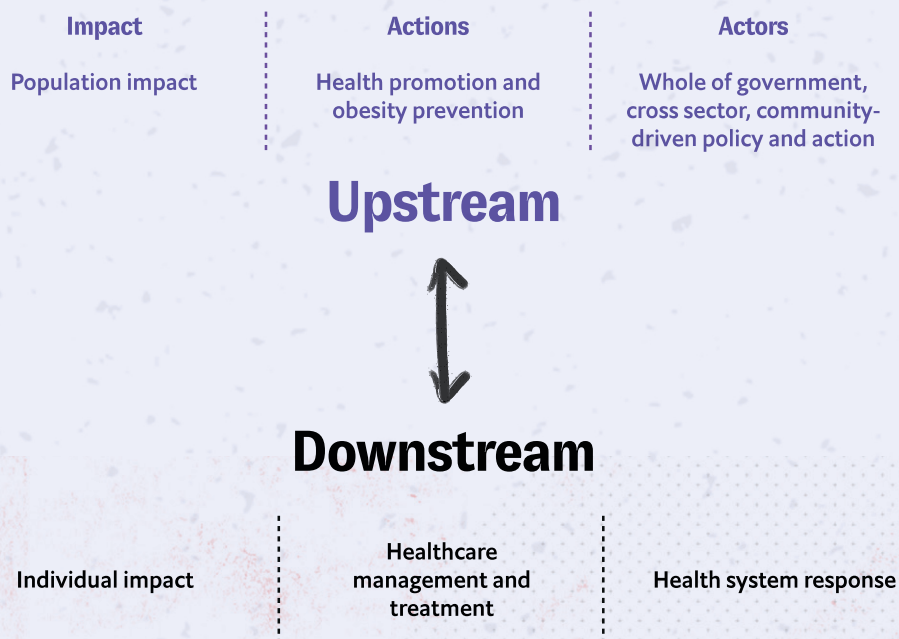 Impact
Actions
Actors
Population impact
Health promotion and
obesity prevention
Whole of government,
cross sector, community-
driven policy and action
Upstream
Downstream
Individual impact
Healthcare
management and
treatment
Health system response